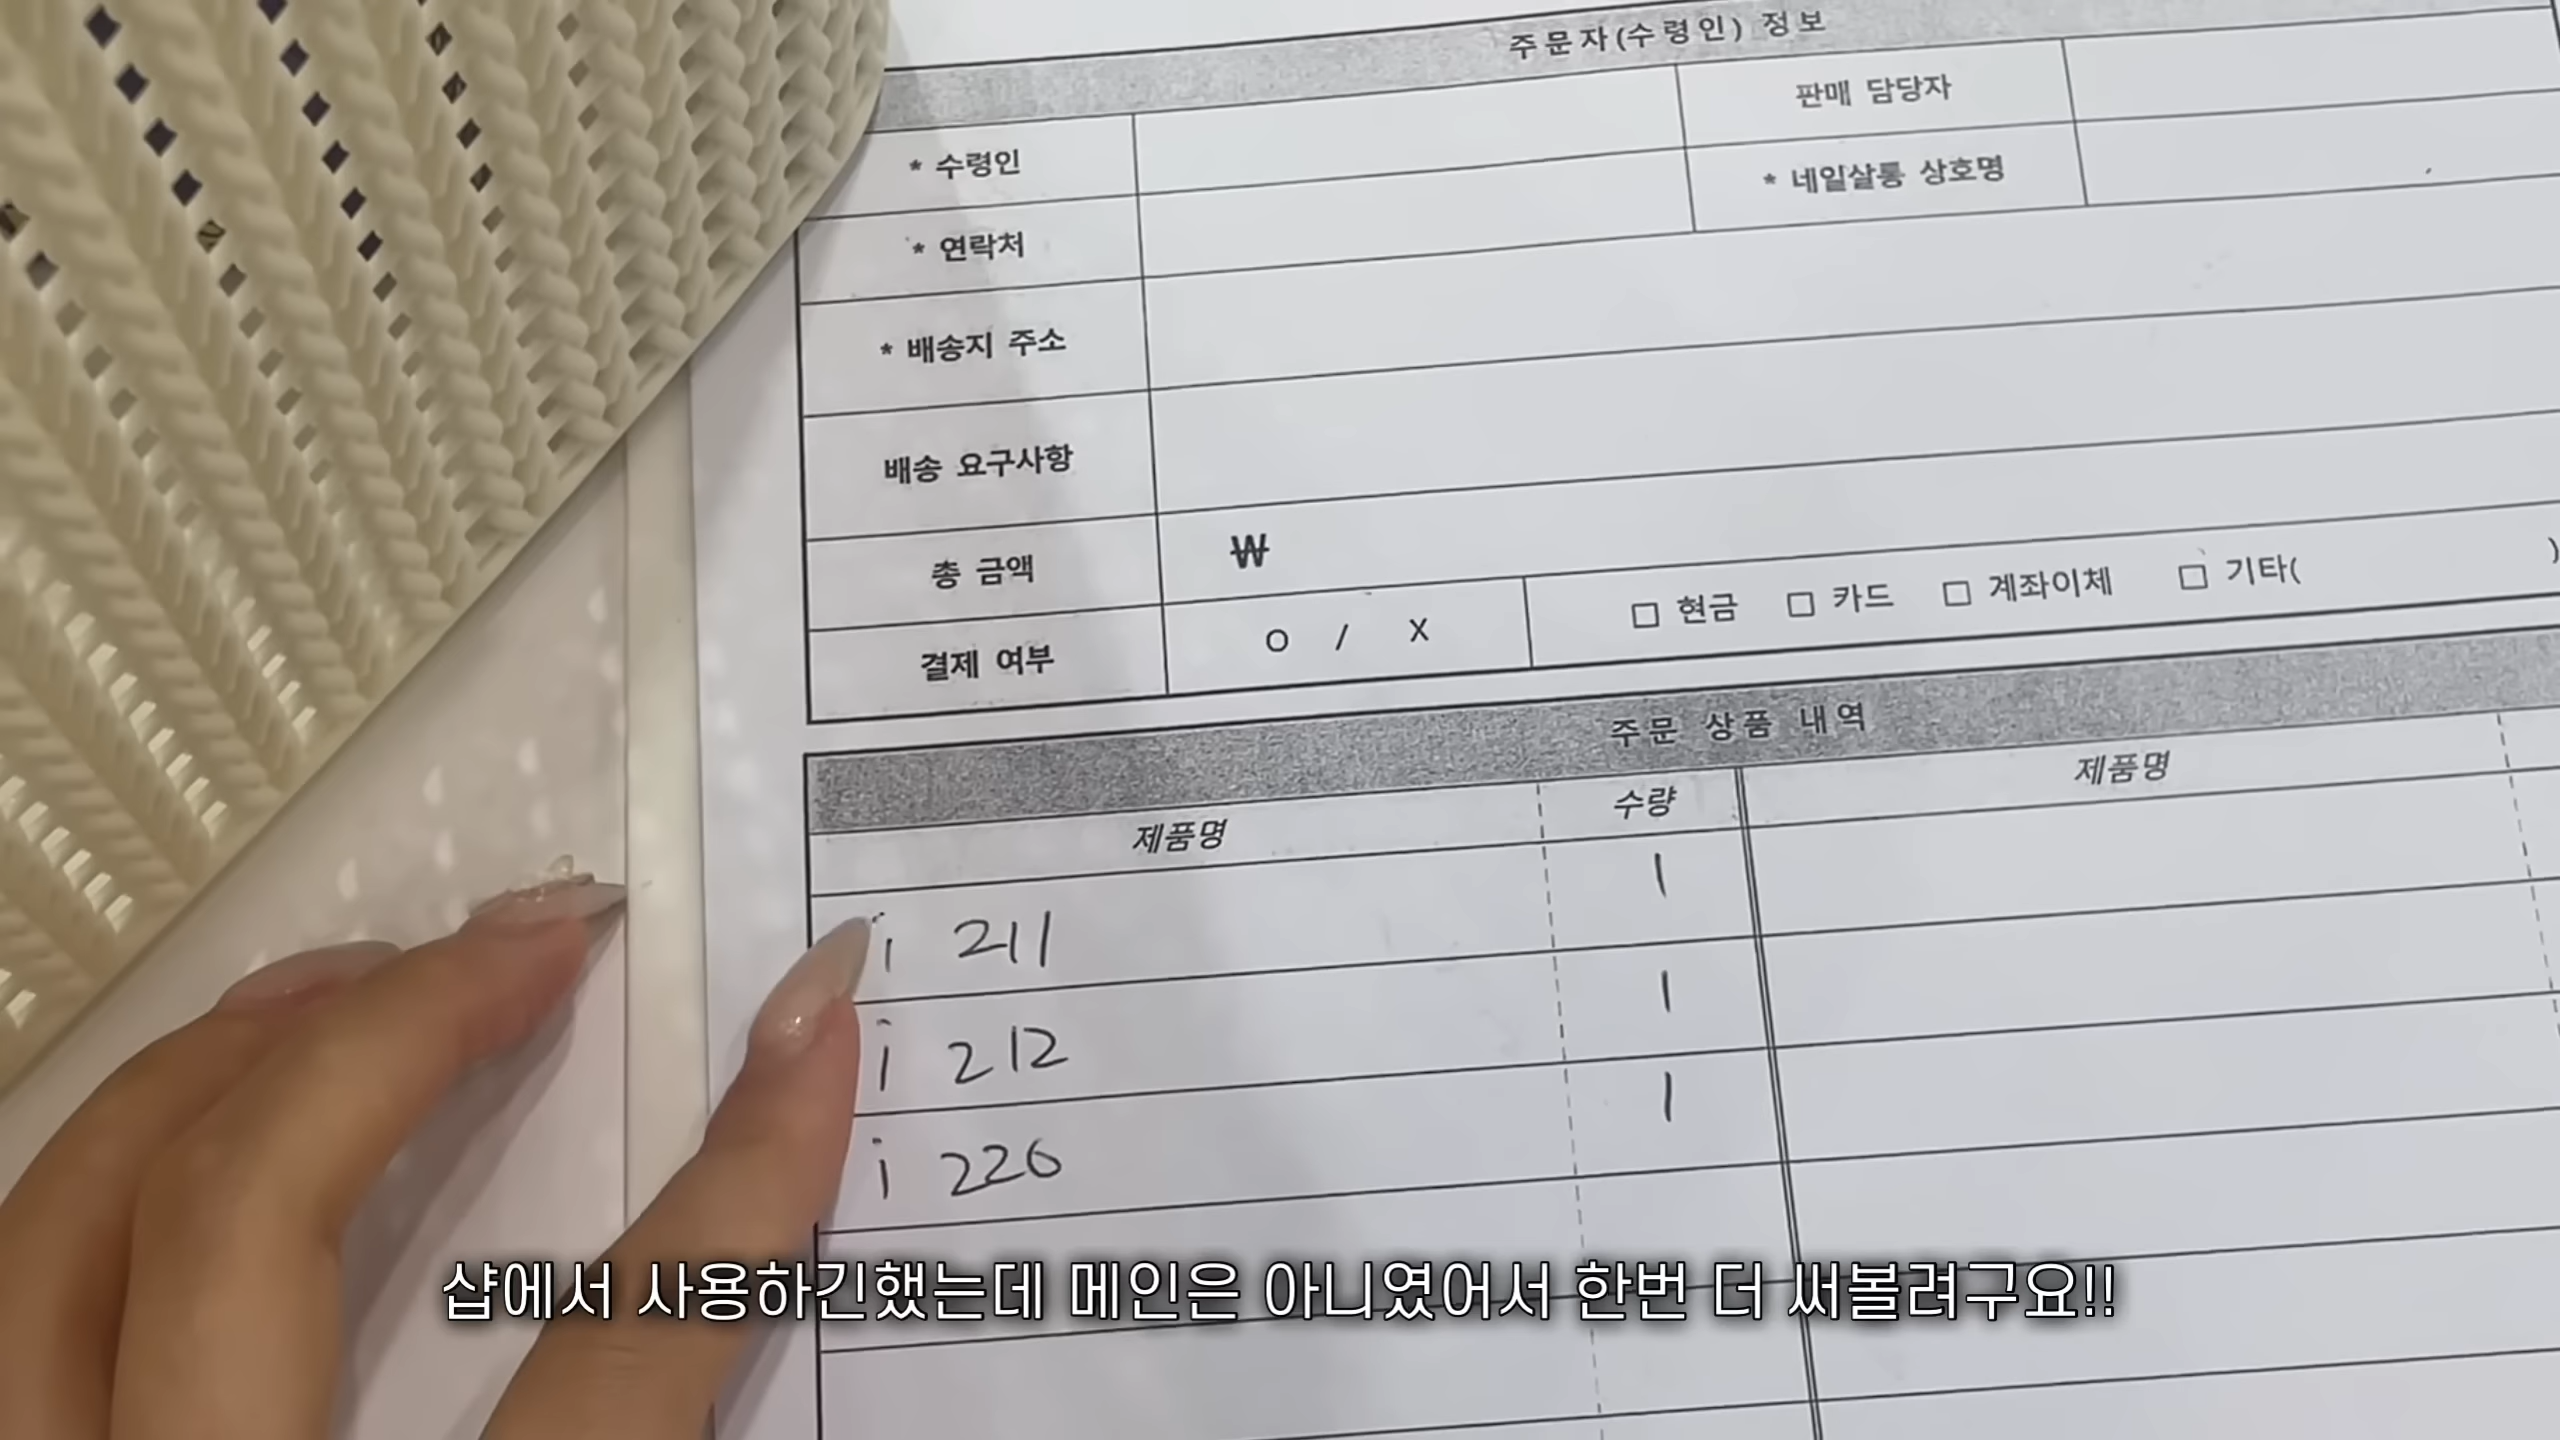 주문자(수령인) 정보
* 수령인
판매 담당자
* 연락처
* 네일살롱 상호명
* 배송지 주소
배송 요구사항
총 금액 ₩
결제 여부 O / X □ 현금 □ 카드 □ 계좌이체 □ 기타( )
주문 상품 내역
제품명 수량 제품명
i 211 1
i 212 1
i 226 1
샵에서 사용하긴했는데 메인은 아니였어서 한번 더 써볼려구요!!